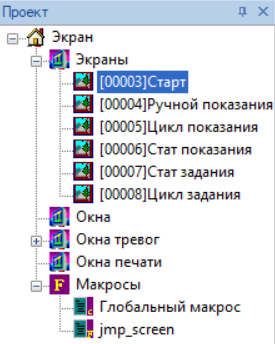 Проект
Экран
Экраны
[00003]Старт
[00004]Ручной показания
[00005]Цикл показания
[00006]Стат показания
[00007]Стат задания
[00008]Цикл задания
Окна
Окна тревог
Окна печати
Макросы
Глобальный макрос
jmp_screen